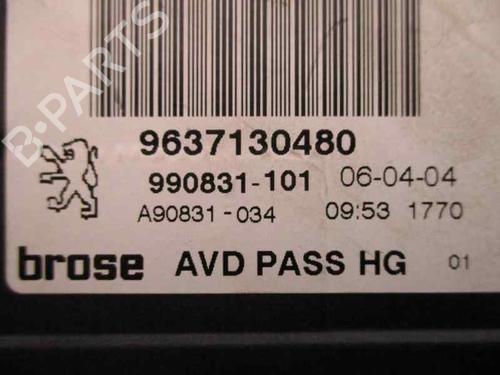 B-PARTS
9637130480
990831-101 06-04-04
A90831-034 09:53 1770
brose AVD PASS HG 01